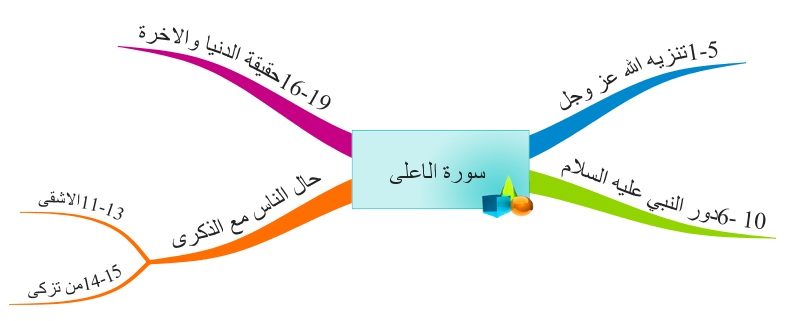 سورة الاعلى
1-5تنزيه الله عز وجل
6- 10دور النبي عليه السلام
حال الناس مع الذكرى
11-13الاشقى
14-15من تزكى
16-19حقيقة الدنيا والاخرة